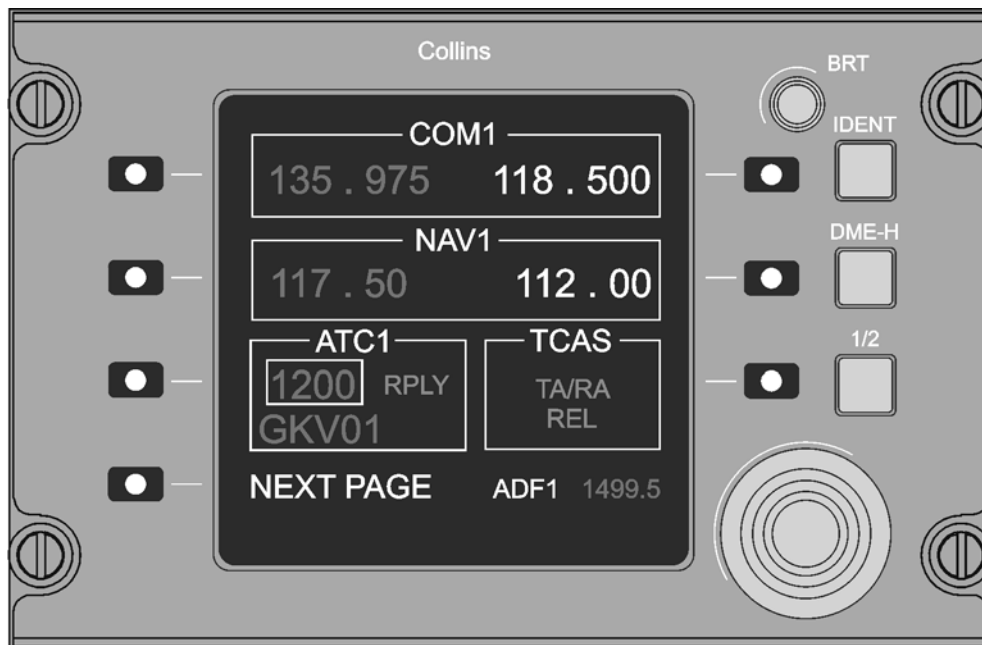 Collins
BRT
IDENT
COM1
135 . 975 118 . 500
DME-H
NAV1
117 . 50 112 . 00
1/2
ATC1 TCAS
1200 RPLY TA/RA
GKV01 REL
NEXT PAGE ADF1 1499.5